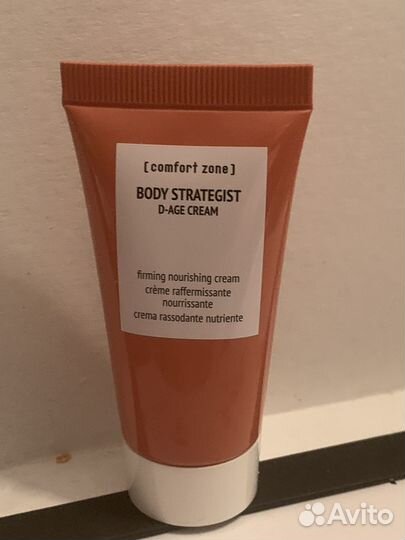 [ comfort zone ]
BODY STRATEGIST
D-AGE CREAM
firming nourishing cream
crème raffermissante
nourrissante
crema rassodante nutriente
Avito